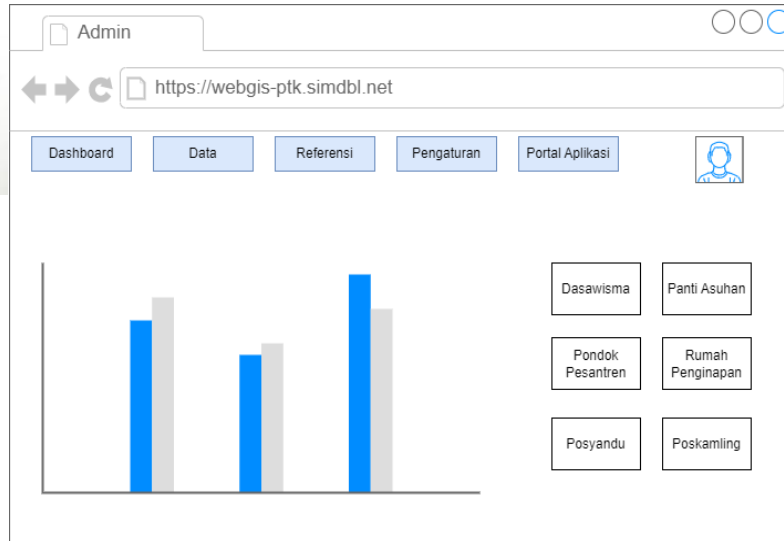 Admin
https://webgis-ptk.simdbl.net
Dashboard
Data
Referensi
Pengaturan
Portal Aplikasi
Dasawisma
Panti Asuhan
Pondok
Pesantren
Rumah
Penginapan
Posyandu
Poskamling